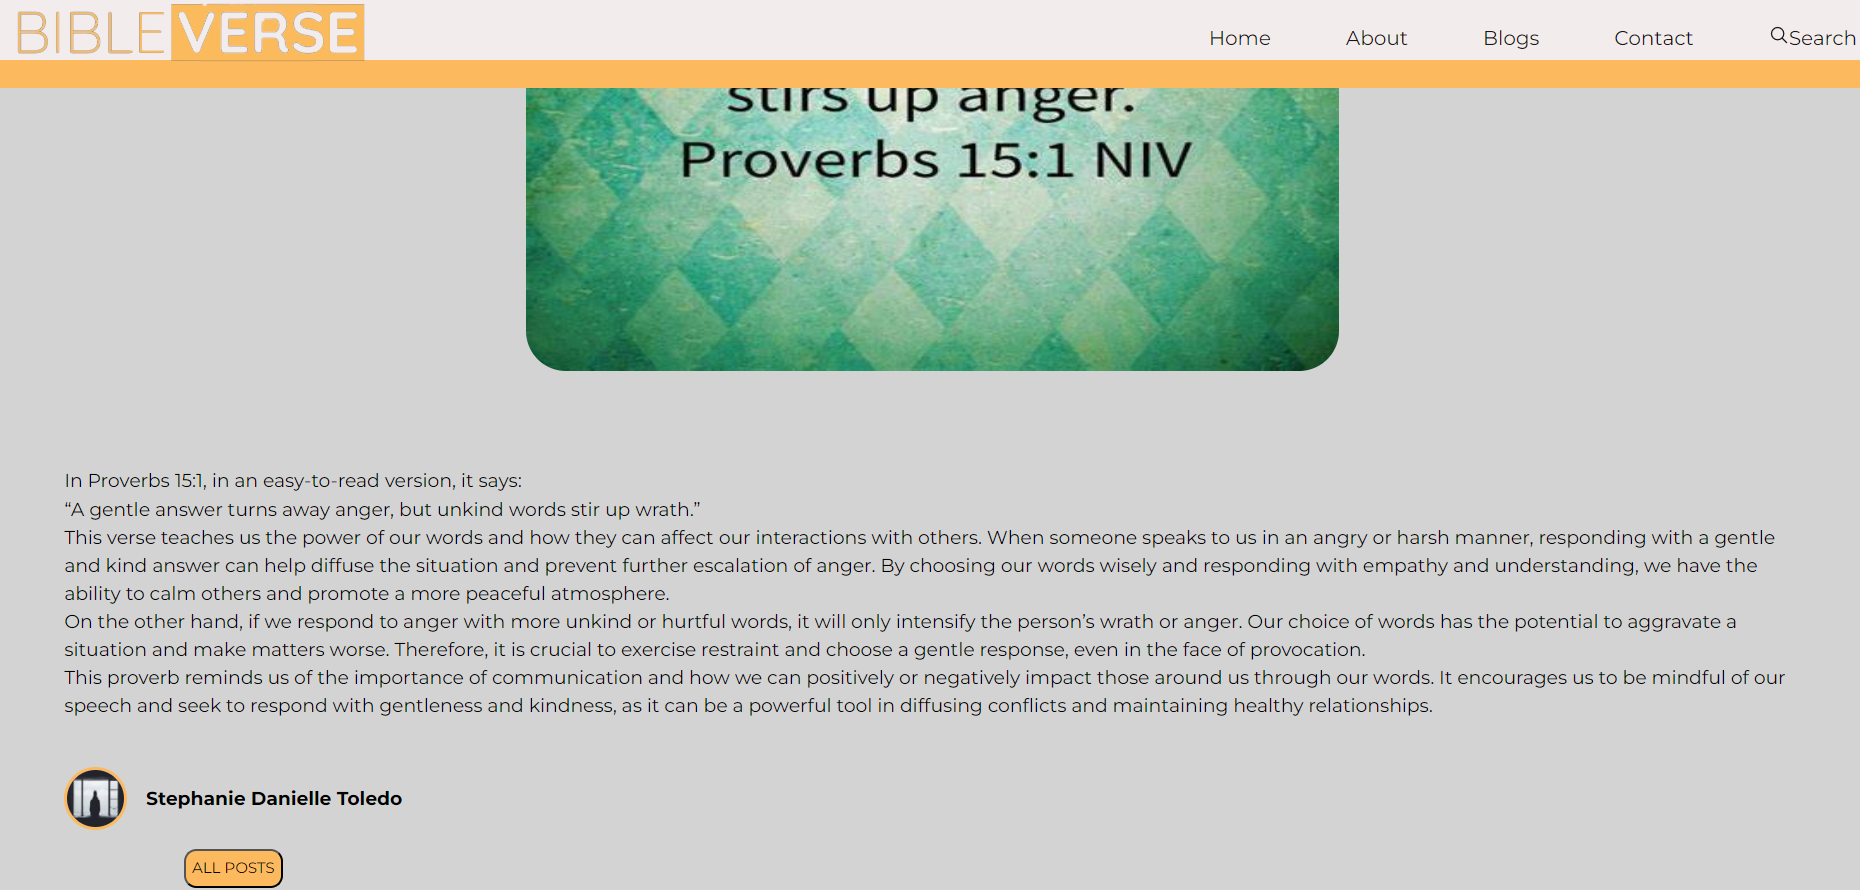 BIBLEVERSE
Home About Blogs Contact Search
stirs up anger.
Proverbs 15:1 NIV
In Proverbs 15:1, in an easy-to-read version, it says:
“A gentle answer turns away anger, but unkind words stir up wrath.”
This verse teaches us the power of our words and how they can affect our interactions with others. When someone speaks to us in an angry or harsh manner, responding with a gentle
and kind answer can help diffuse the situation and prevent further escalation of anger. By choosing our words wisely and responding with empathy and understanding, we have the
ability to calm others and promote a more peaceful atmosphere.
On the other hand, if we respond to anger with more unkind or hurtful words, it will only intensify the person’s wrath or anger. Our choice of words has the potential to aggravate a
situation and make matters worse. Therefore, it is crucial to exercise restraint and choose a gentle response, even in the face of provocation.
This proverb reminds us of the importance of communication and how we can positively or negatively impact those around us through our words. It encourages us to be mindful of our
speech and seek to respond with gentleness and kindness, as it can be a powerful tool in diffusing conflicts and maintaining healthy relationships.
Stephanie Danielle Toledo
ALL POSTS